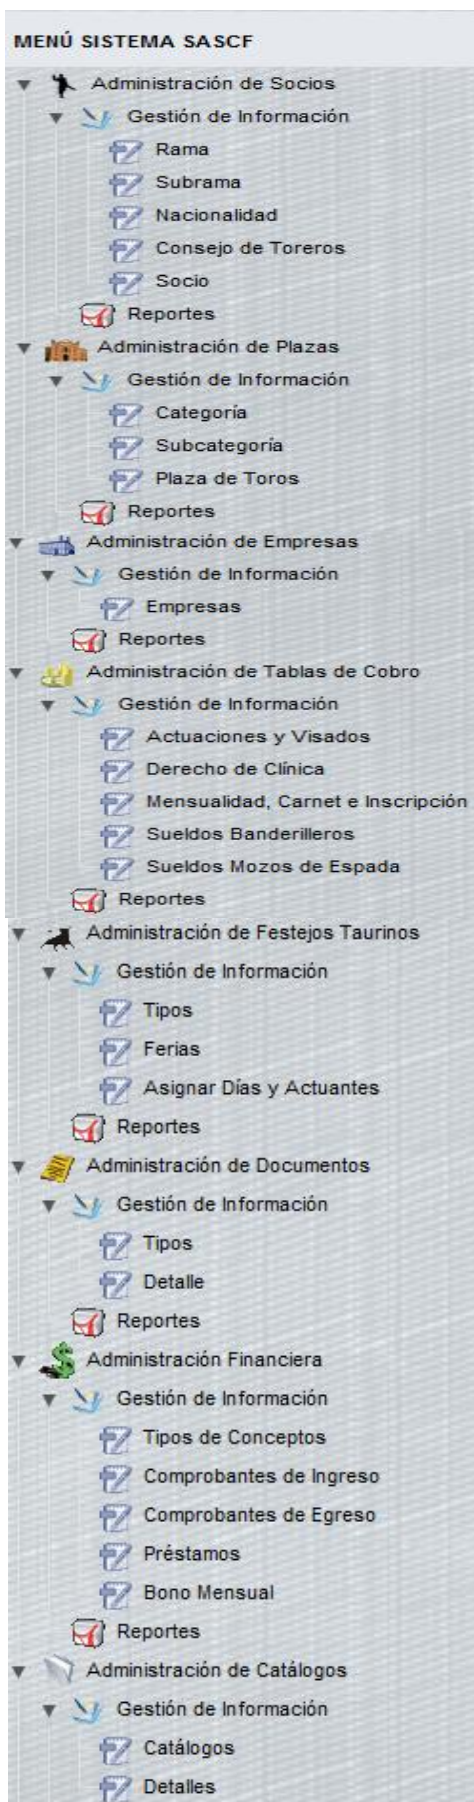 MENÚ SISTEMA SASCF
Administración de Socios
Gestión de Información
Rama
Subrama
Nacionalidad
Consejo de Toreros
Socio
Reportes
Administración de Plazas
Gestión de Información
Categoría
Subcategoría
Plaza de Toros
Reportes
Administración de Empresas
Gestión de Información
Empresas
Reportes
Administración de Tablas de Cobro
Gestión de Información
Actuaciones y Visados
Derecho de Clínica
Mensualidad, Carnet e Inscripción
Sueldos Banderilleros
Sueldos Mozos de Espada
Reportes
Administración de Festejos Taurinos
Gestión de Información
Tipos
Ferias
Asignar Días y Actuantes
Reportes
Administración de Documentos
Gestión de Información
Tipos
Detalle
Reportes
Administración Financiera
Gestión de Información
Tipos de Conceptos
Comprobantes de Ingreso
Comprobantes de Egreso
Préstamos
Bono Mensual
Reportes
Administración de Catálogos
Gestión de Información
Catálogos
Detalles